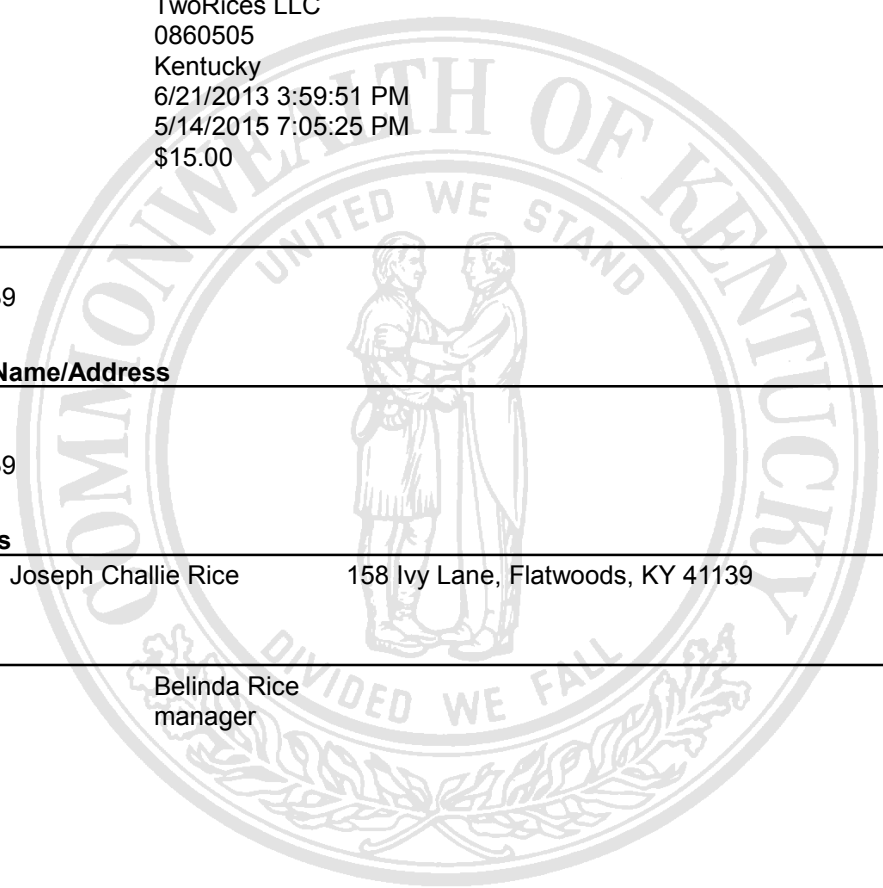 TwoRices LLC
0860505
Kentucky
6/21/2013 3:59:51 PM
5/14/2015 7:05:25 PM
$15.00
COMMONWEALTH OF KENTUCKY
UNITED WE STAND
9
Name/Address
9
s
Joseph Challie Rice 158 Ivy Lane, Flatwoods, KY 41139
Belinda Rice
manager
DIVIDED WE FALL